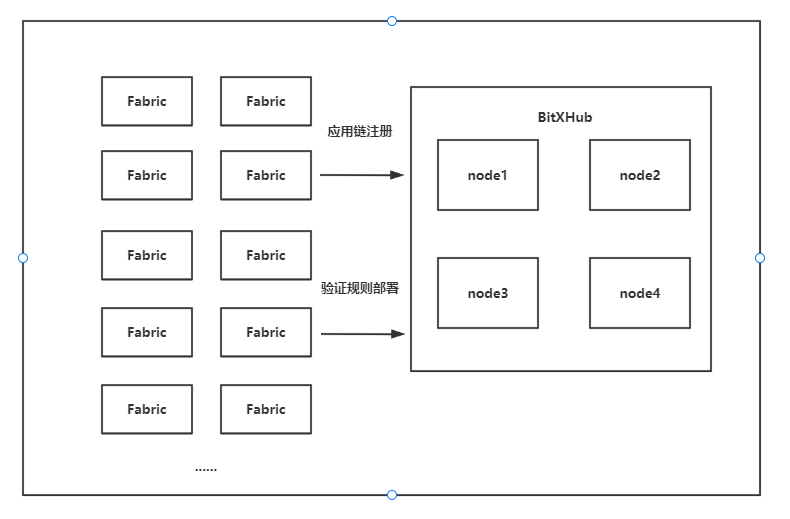 Fabric Fabric
应用链注册
Fabric Fabric
Fabric Fabric
验证规则部署
Fabric Fabric
Fabric Fabric
......
BitXHub
node1 node2
node3 node4